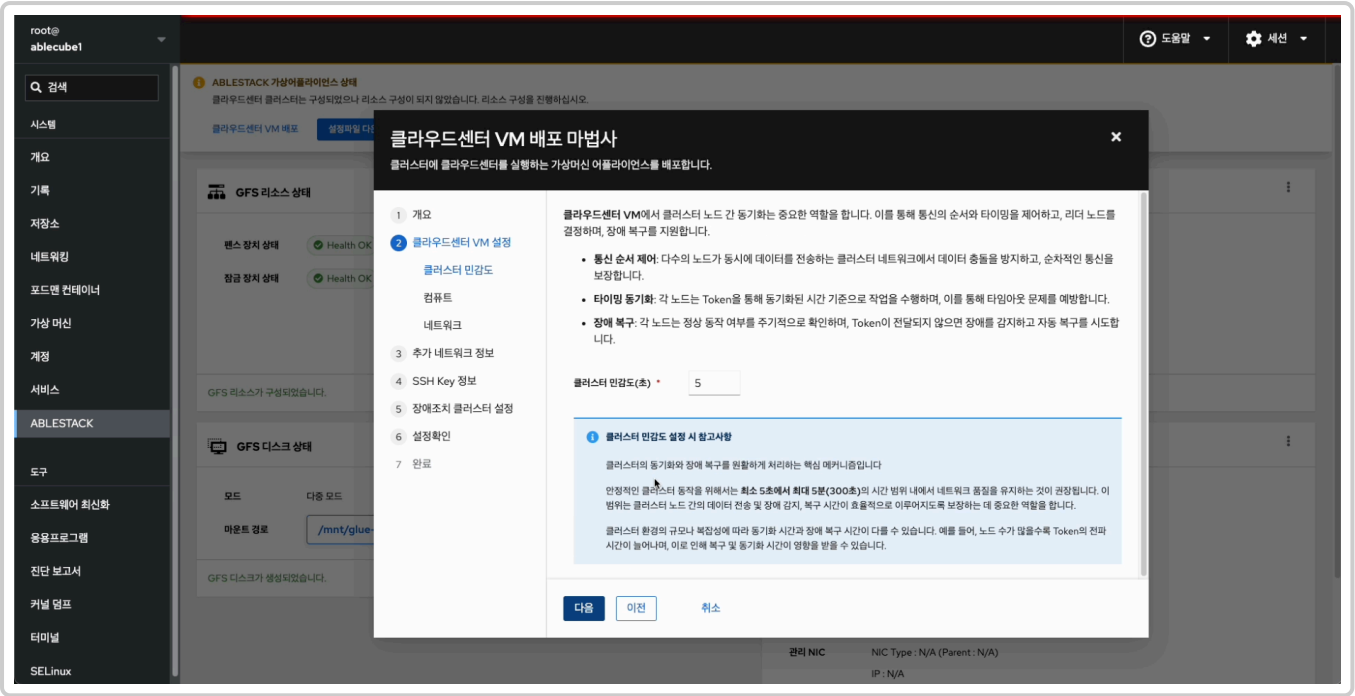 root@
ablecube1
도움말
세션
검색
시스템
개요
기록
저장소
네트워킹
포드맨 컨테이너
가상 머신
계정
서비스
ABLESTACK
도구
소프트웨어 최신화
응용프로그램
진단 보고서
커널 덤프
터미널
SELinux
ABLESTACK 가상어플라이언스 상태
클라우드센터 클러스터는 구성되었으나 리소스 구성이 되지 않았습니다. 리소스 구성을 진행하십시오.
클라우드센터 VM 배포
설정파일 다운
GFS 리소스 상태
펜스 장치 상태
Health OK
잠금 장치 상태
Health OK
GFS 리소스가 구성되었습니다.
GFS 디스크 상태
모드
다중 모드
마운트 경로
/mnt/glue-
GFS 디스크가 생성되었습니다.
클라우드센터 VM 배포 마법사
클러스터에 클라우드센터를 실행하는 가상머신 어플라이언스를 배포합니다.
1 개요
2 클라우드센터 VM 설정
클러스터 민감도
컴퓨트
네트워크
3 추가 네트워크 정보
4 SSH Key 정보
5 장애조치 클러스터 설정
6 설정확인
7 완료
클라우드센터 VM에서 클러스터 노드 간 동기화는 중요한 역할을 합니다. 이를 통해 통신의 순서와 타이밍을 제어하고, 리더 노드를
결정하며, 장애 복구를 지원합니다.
• 통신 순서 제어: 다수의 노드가 동시에 데이터를 전송하는 클러스터 네트워크에서 데이터 충돌을 방지하고, 순차적인 통신을
보장합니다.
• 타이밍 동기화: 각 노드는 Token을 통해 동기화된 시간 기준으로 작업을 수행하며, 이를 통해 타임아웃 문제를 예방합니다.
• 장애 복구: 각 노드는 정상 동작 여부를 주기적으로 확인하며, Token이 전달되지 않으면 장애를 감지하고 자동 복구를 시도합
니다.
클러스터 민감도(초) *
5
클러스터 민감도 설정 시 참고사항
클러스터의 동기화와 장애 복구를 원활하게 처리하는 핵심 메커니즘입니다
안정적인 클러스터 동작을 위해서는 최소 5초에서 최대 5분(300초)의 시간 범위 내에서 네트워크 품질을 유지하는 것이 권장됩니다. 이
범위는 클러스터 노드 간의 데이터 전송 및 장애 감지, 복구 시간이 효율적으로 이루어지도록 보장하는 데 중요한 역할을 합니다.
클러스터 환경의 규모나 복잡성에 따라 동기화 시간과 장애 복구 시간이 다를 수 있습니다. 예를 들어, 노드 수가 많을수록 Token의 전파
시간이 늘어나며, 이로 인해 복구 및 동기화 시간이 영향을 받을 수 있습니다.
다음
이전
취소
관리 NIC
NIC Type : N/A (Parent : N/A)
IP : N/A